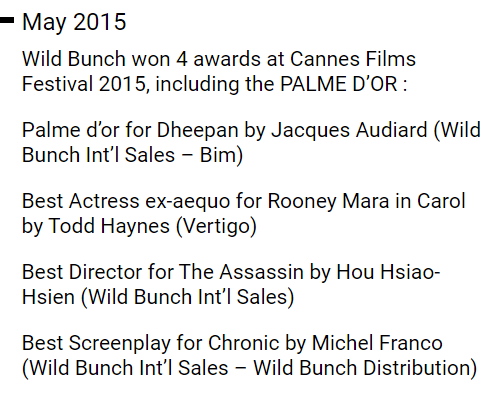 May 2015
Wild Bunch won 4 awards at Cannes Films
Festival 2015, including the PALME D’OR :
Palme d’or for Dheepan by Jacques Audiard (Wild
Bunch Int’l Sales – Bim)
Best Actress ex-aequo for Rooney Mara in Carol
by Todd Haynes (Vertigo)
Best Director for The Assassin by Hou Hsiao-
Hsien (Wild Bunch Int’l Sales)
Best Screenplay for Chronic by Michel Franco
(Wild Bunch Int’l Sales – Wild Bunch Distribution)